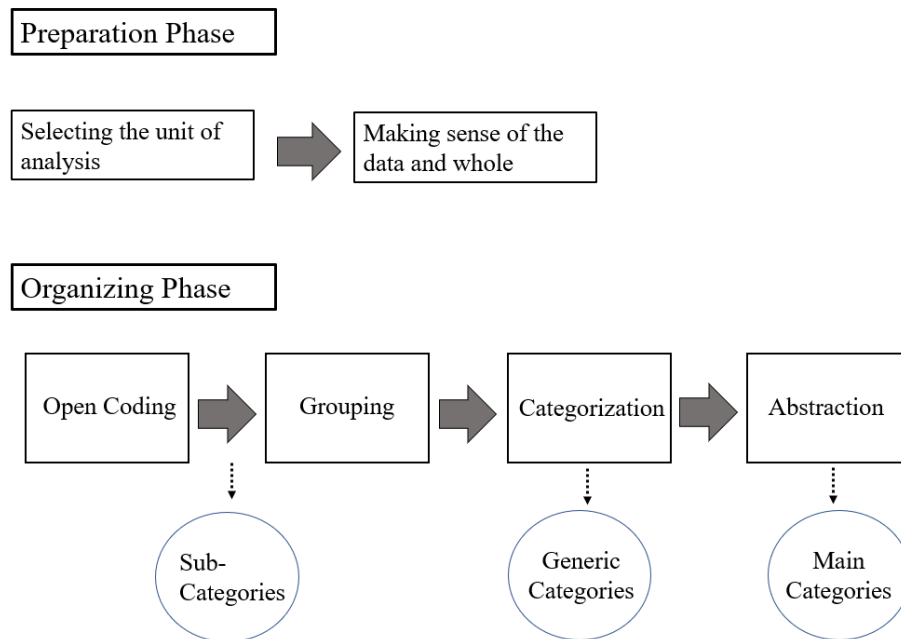 Preparation Phase
Selecting the unit of
analysis
Making sense of the
data and whole
Organizing Phase
Open Coding
Grouping
Categorization
Abstraction
Sub-
Categories
Generic
Categories
Main
Categories